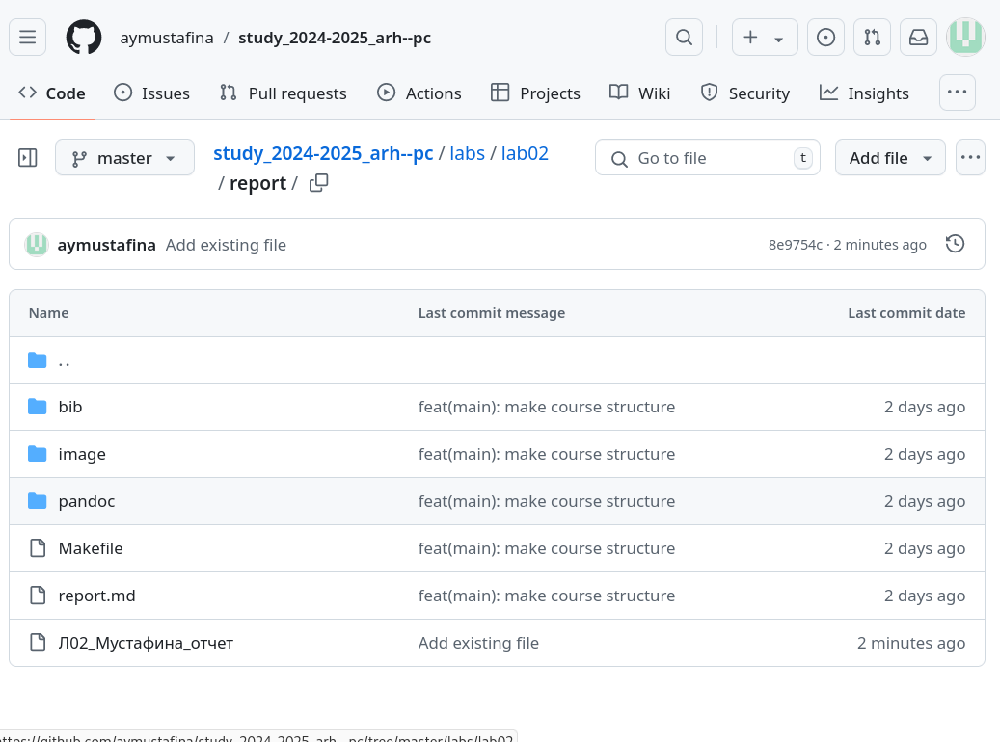 aymustafina / study_2024-2025_arh--pc
Code Issues Pull requests Actions Projects Wiki Security Insights
master study_2024-2025_arh--pc / labs / lab02 Go to file t Add file
/ report /
aymustafina Add existing file 8e9754c · 2 minutes ago
Name Last commit message Last commit date
..
bib feat(main): make course structure 2 days ago
image feat(main): make course structure 2 days ago
pandoc feat(main): make course structure 2 days ago
Makefile feat(main): make course structure 2 days ago
report.md feat(main): make course structure 2 days ago
Л02_Мустафина_отчет Add existing file 2 minutes ago
ttps://github.com/aymustafina/study_2024-2025_arh--pc/tree/master/labs/lab02